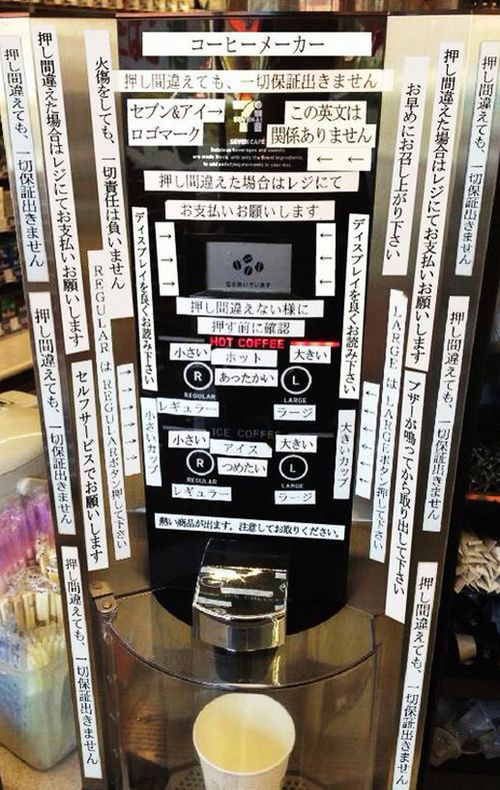 コーヒーメーカー
押し間違えても、一切保証出きません
セブン&アイ→
ロゴマーク
この英文は
関係ありません
← ←
SEVEN CAFÉ
押し間違えた場合はレジにて
お支払いお願いします
→
→
→
←
←
←
ディスプレイを良くお読み下さい
ディスプレイを良くお読み下さい
押し間違えない様に
押す前に確認
HOT COFFEE
小さい
ホット
大きい
R
あったかい
L
REGULAR
LARGE
レギュラー
ラージ
ICE COFFEE
小さい
アイス
大きい
R
つめたい
L
REGULAR
LARGE
レギュラー
ラージ
小さいカップ
大きいカップ
熱い商品が出ます。注意してお取りください。
押し間違えても、一切保証出きません
押し間違えた場合はレジにてお支払いお願いします
火傷をしても、一切責任は負いません
REGULARはREGULARボタン押して下さい
→
→
→
→
→
押し間違えても、一切保証出きません
セルフサービスでお願いします
押し間違えても、一切保証出きません
お早めにお召し上がり下さい
押し間違えた場合はレジにてお支払いお願いします
押し間違えても、一切保証出きません
LARGEはLARGEボタン押して下さい
←
←
←
←
←
ブザーが鳴ってから取り出して下さい
押し間違えても、一切保証出きません
押し間違えても、一切保証出きません